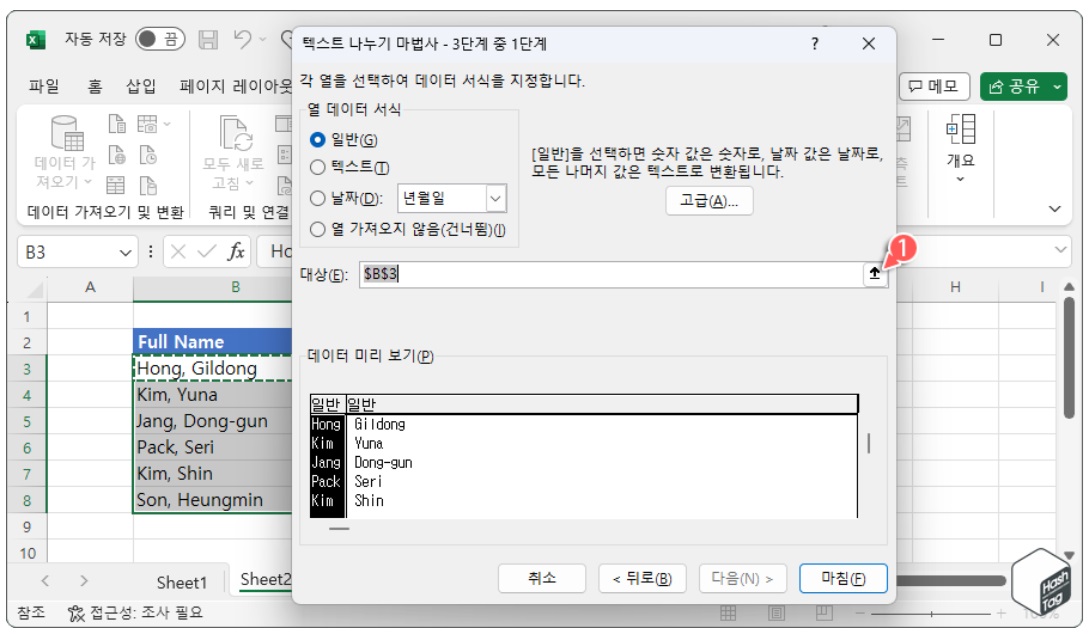 자동 저장 끔
텍스트 나누기 마법사 - 3단계 중 1단계 ? ×
파일 홈 삽입 페이지 레이아웃
메모 공유
각 열을 선택하여 데이터 서식을 지정합니다.
열 데이터 서식
일반(G)
텍스트(T)
날짜(D): 년월일
열 가져오지 않음(건너뜀)(I)
[일반]을 선택하면 숫자 값은 숫자로, 날짜 값은 날짜로,
모든 나머지 값은 텍스트로 변환됩니다.
고급(A)...
데이터 가
져오기
모두 새로
고침
개요
데이터 가져오기 및 변환 쿼리 및 연결
B3 fx Ho
대상(E): $B$3
1
A B H I
1
2 Full Name
3 Hong, Gildong
4 Kim, Yuna
5 Jang, Dong-gun
6 Pack, Seri
7 Kim, Shin
8 Son, Heungmin
9
10
데이터 미리 보기(P)
일반 일반
Hong Gildong
Kim Yuna
Jang Dong-gun
Pack Seri
Kim Shin
취소 < 뒤로(B) 다음(N) > 마침(F)
Sheet1 Sheet2
참조 접근성: 조사 필요
Hash
Tag